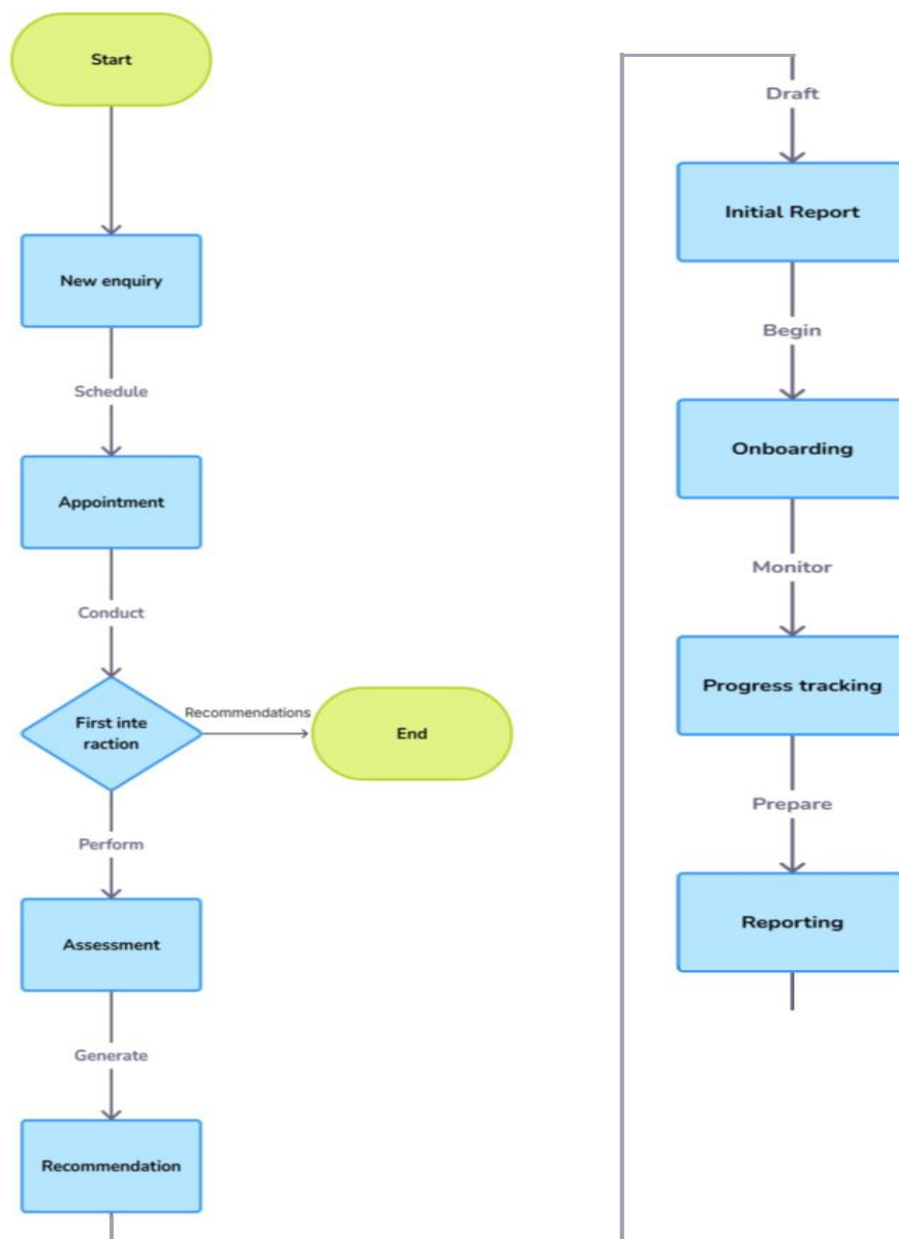 Start
New enquiry
Schedule
Appointment
Conduct
First inte
raction
Recommendations
End
Perform
Assessment
Generate
Recommendation
Draft
Initial Report
Begin
Onboarding
Monitor
Progress tracking
Prepare
Reporting